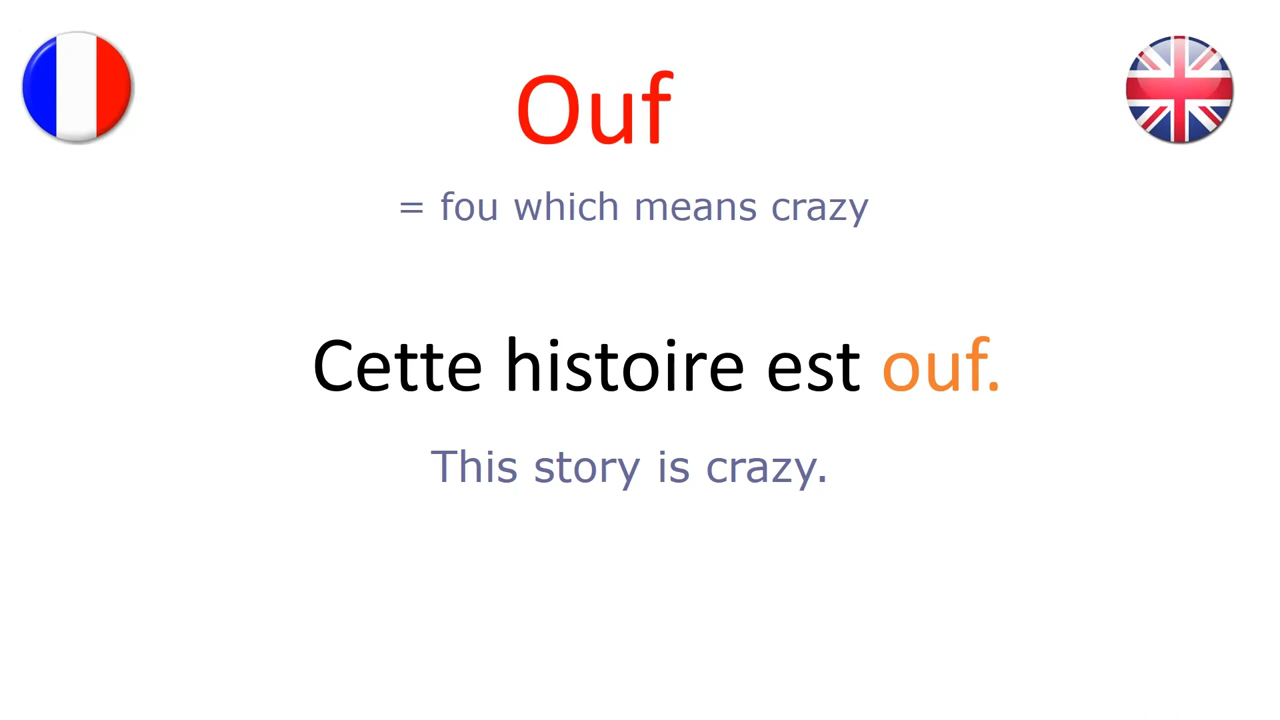 Ouf
= fou which means crazy
Cette histoire est ouf.
This story is crazy.